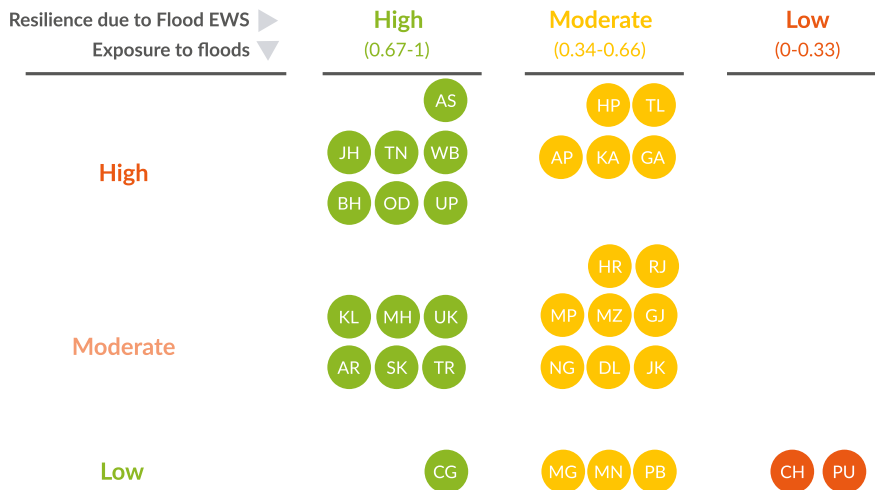 Resilience due to Flood EWS High Moderate Low
Exposure to floods (0.67-1) (0.34-0.66) (0-0.33)
AS HP TL
High JH TN WB AP KA GA
BH OD UP
HR RJ
KL MH UK MP MZ GJ
Moderate
AR SK TR NG DL JK
Low CG MG MN PB CH PU